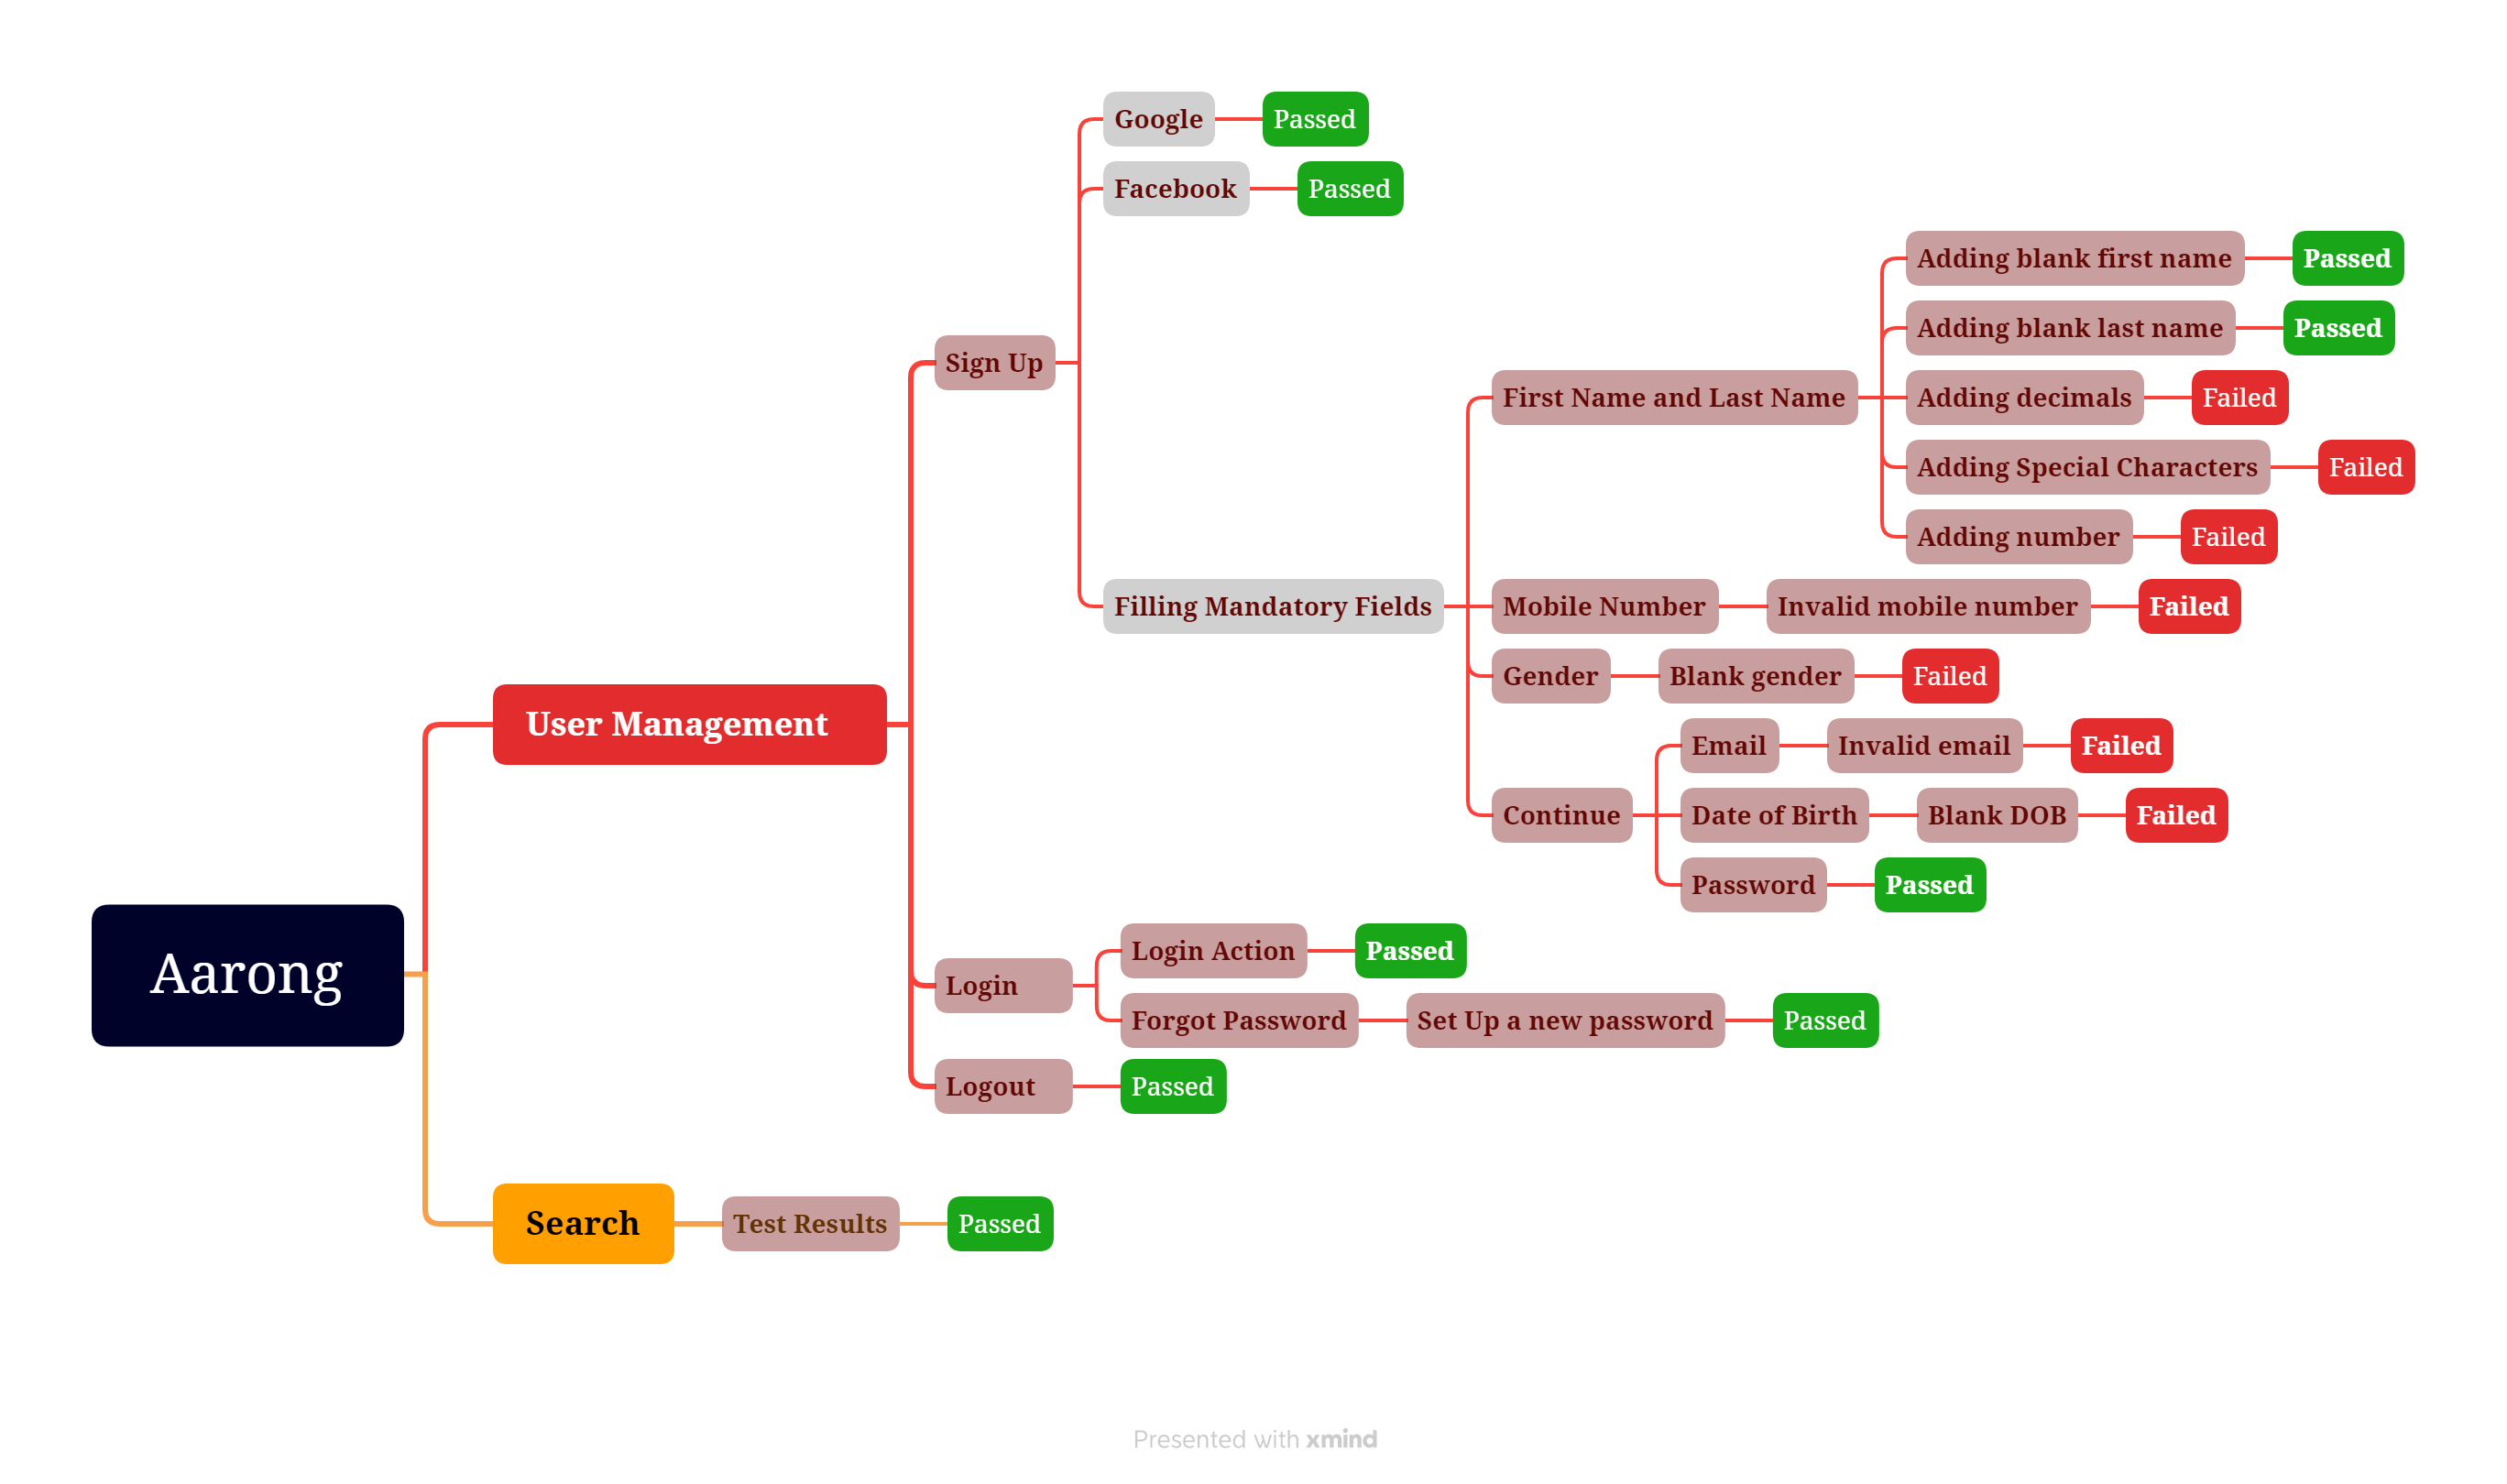 Google
Passed
Facebook
Passed
Adding blank first name
Passed
Adding blank last name
Passed
Sign Up
First Name and Last Name
Adding decimals
Failed
Adding Special Characters
Failed
Adding number
Failed
Filling Mandatory Fields
Mobile Number
Invalid mobile number
Failed
Gender
Blank gender
Failed
User Management
Email
Invalid email
Failed
Continue
Date of Birth
Blank DOB
Failed
Password
Passed
Aarong
Login
Login Action
Passed
Forgot Password
Set Up a new password
Passed
Logout
Passed
Search
Test Results
Passed
Presented with xmind